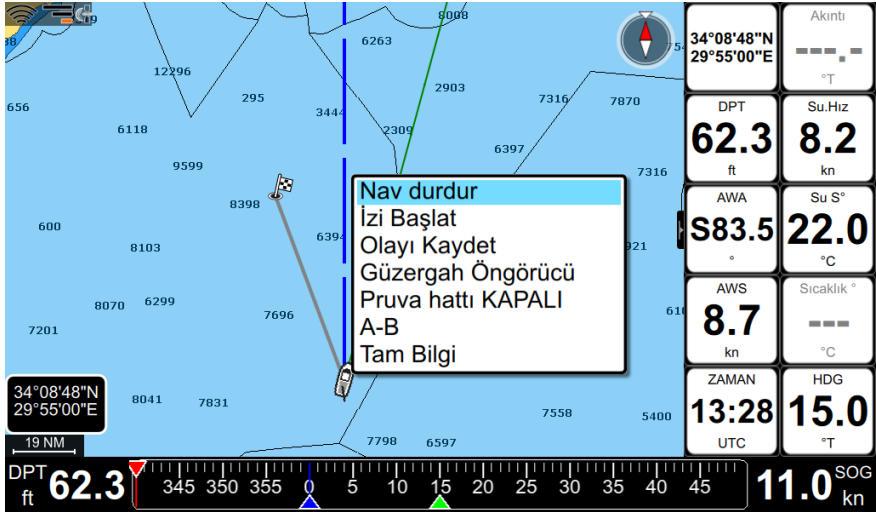 8008
9
38
6263
754
12296
295
2903
7316
7870
656
3444
6118
2309
6397
9599
7316
8398
600
6394
921
8103
8070
6299
7696
610
7201
8041
7831
7558
5400
7798
6597
Nav durdur
İzi Başlat
Olayı Kaydet
Güzergah Öngörücü
Pruva hattı KAPALI
A-B
Tam Bilgi
34°08'48"N
29°55'00"E
19 NM
34°08'48"N
29°55'00"E
Akıntı
---.-
°T
DPT
62.3
ft
Su.Hız
8.2
kn
AWA
S83.5
°
Su S°
22.0
°C
AWS
8.7
kn
Sıcaklık °
---
°C
ZAMAN
13:28
UTC
HDG
15.0
°T
DPT
ft
62.3
345 350 355 0 5 10 15 20 25 30 35 40 45
11.0
SOG
kn